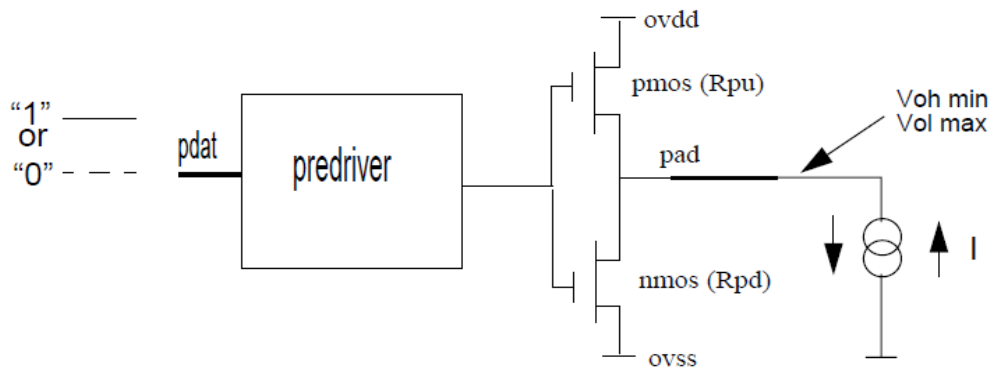 ovdd
pmos (Rpu)
Voh min
Vol max
“1”
or
“0”
pdat
predriver
pad
I
nmos (Rpd)
ovss